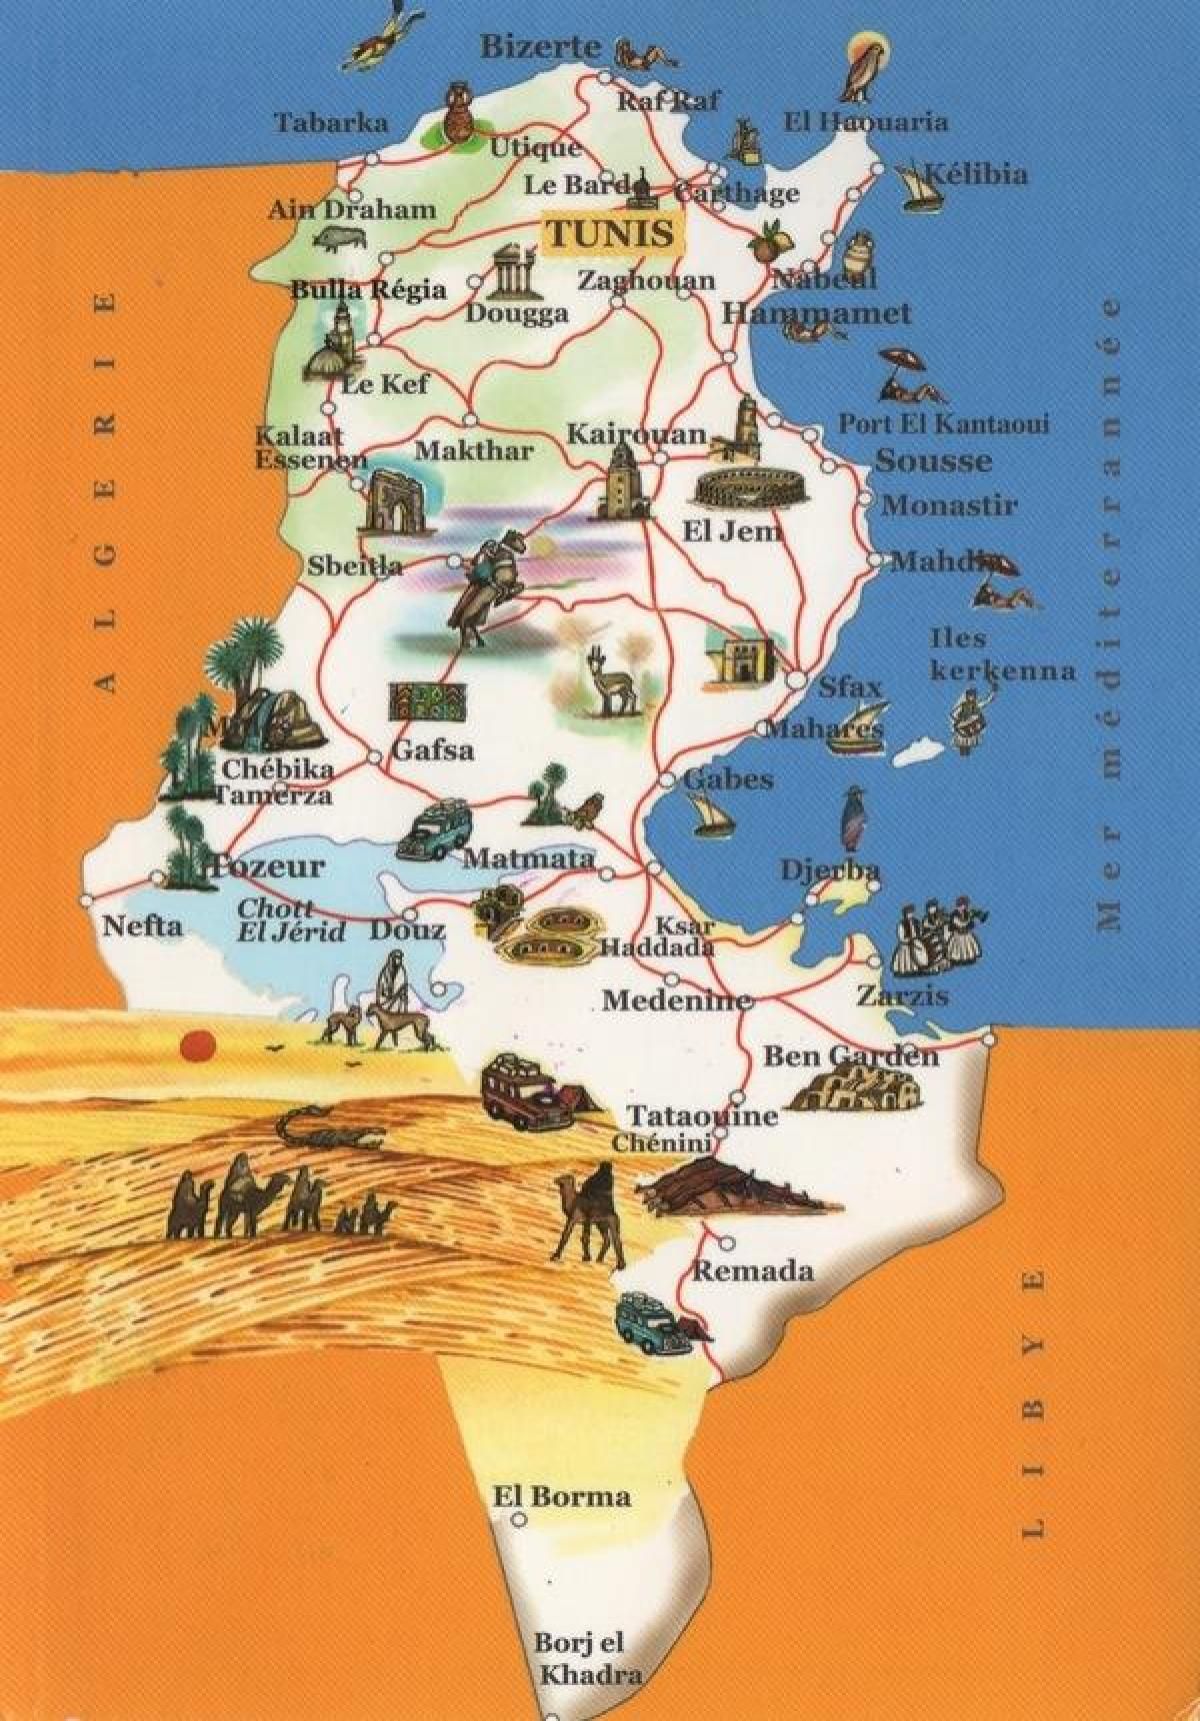 Bizerte
Raf Raf
Tabarka
El Haouaria
Utique
Kélibia
Le Bardo
Carthage
Ain Draham
TUNIS
Zaghouan
Nabeul
Bulla Régia
Dougga
Hammamet
Le Kef
Port El Kantaoui
Kalaat
Essenen
Makthar
Kairouan
Sousse
Monastir
El Jem
Sbeitla
Mahdia
Iles
kerkenna
Sfax
Mahares
Gafsa
Chébika
Tamerza
Gabes
Tozeur
Matmata
Djerba
Nefta
Chott
El Jérid
Douz
Ksar
Haddada
Medenine
Zarzis
Ben Garden
Tataouine
Chénini
Remada
El Borma
Borj el
Khadra
ALGERIE
Mer méditerrannée
LIBYE